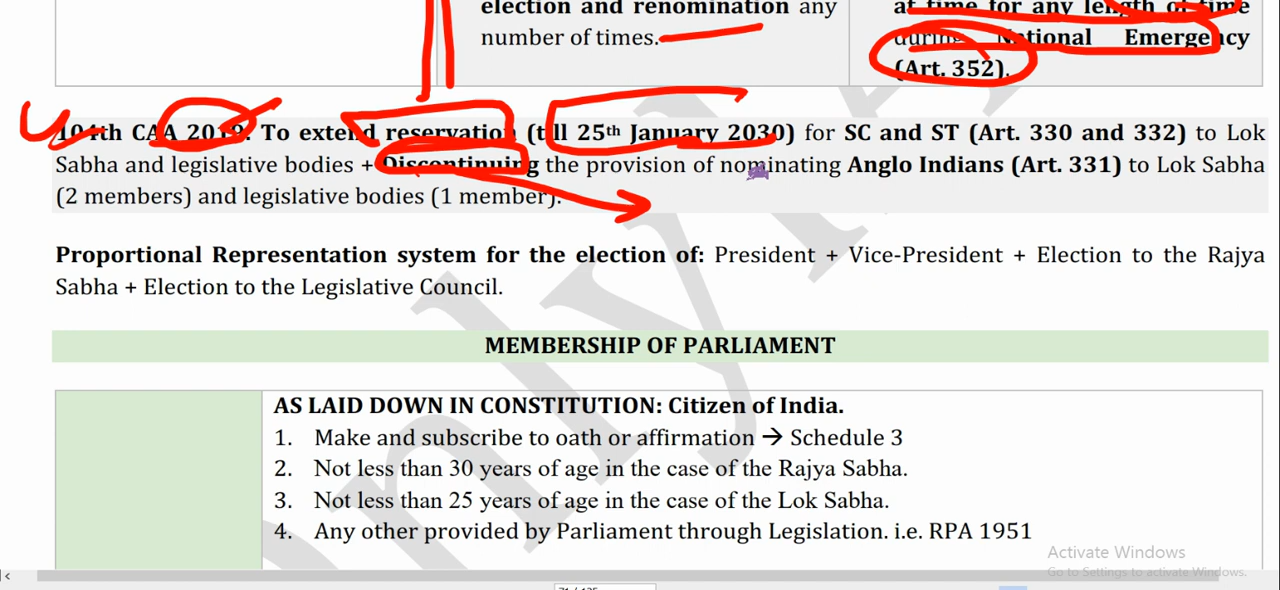 election and renomination any
number of times.
at time for any length of time
during National Emergency
(Art. 352).
104th CAA 2019: To extend reservation (till 25th January 2030) for SC and ST (Art. 330 and 332) to Lok
Sabha and legislative bodies + Discontinuing the provision of nominating Anglo Indians (Art. 331) to Lok Sabha
(2 members) and legislative bodies (1 member).
Proportional Representation system for the election of: President + Vice-President + Election to the Rajya
Sabha + Election to the Legislative Council.
MEMBERSHIP OF PARLIAMENT
AS LAID DOWN IN CONSTITUTION: Citizen of India.
1. Make and subscribe to oath or affirmation → Schedule 3
2. Not less than 30 years of age in the case of the Rajya Sabha.
3. Not less than 25 years of age in the case of the Lok Sabha.
4. Any other provided by Parliament through Legislation. i.e. RPA 1951
Activate Windows
Go to Settings to activate Windows.